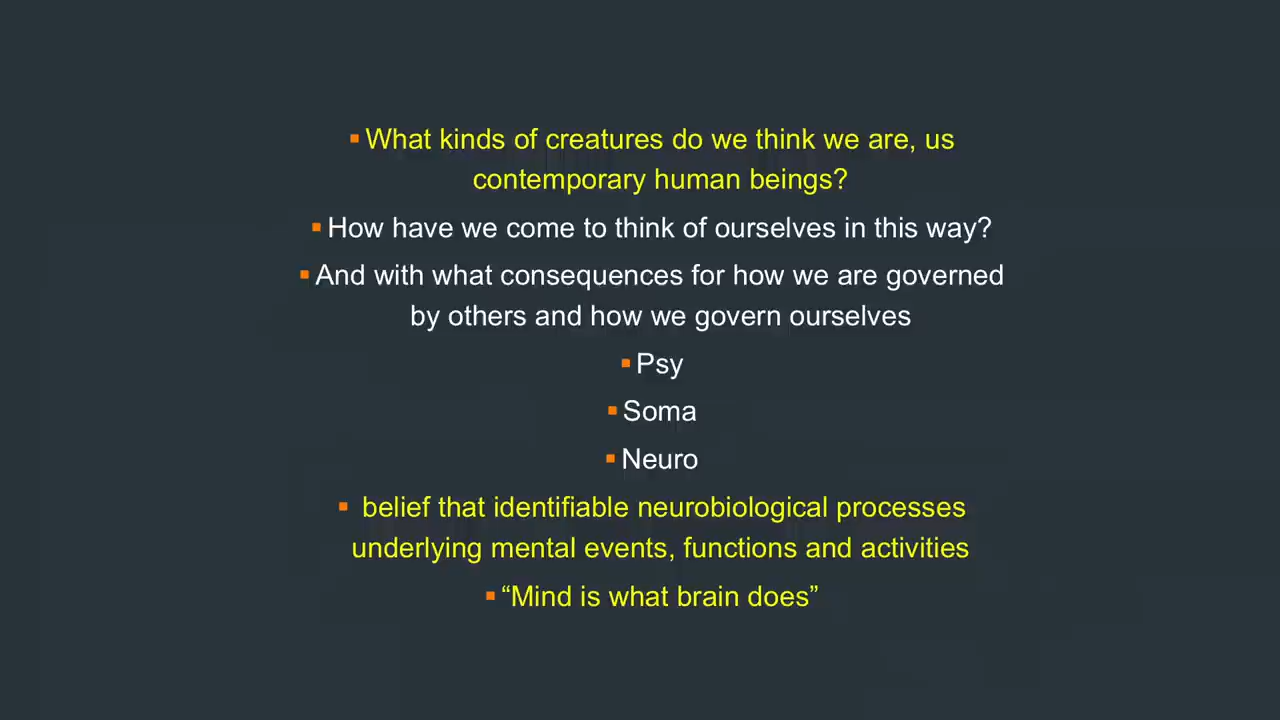 ▪What kinds of creatures do we think we are, us
contemporary human beings?
▪How have we come to think of ourselves in this way?
▪And with what consequences for how we are governed
by others and how we govern ourselves
▪Psy
▪Soma
▪Neuro
▪ belief that identifiable neurobiological processes
underlying mental events, functions and activities
▪“Mind is what brain does”